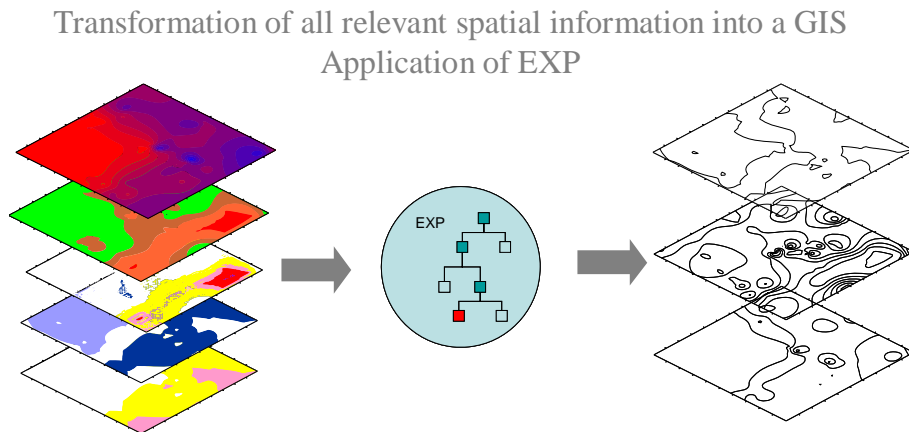 Transformation of all relevant spatial information into a GIS
Application of EXP
EXP